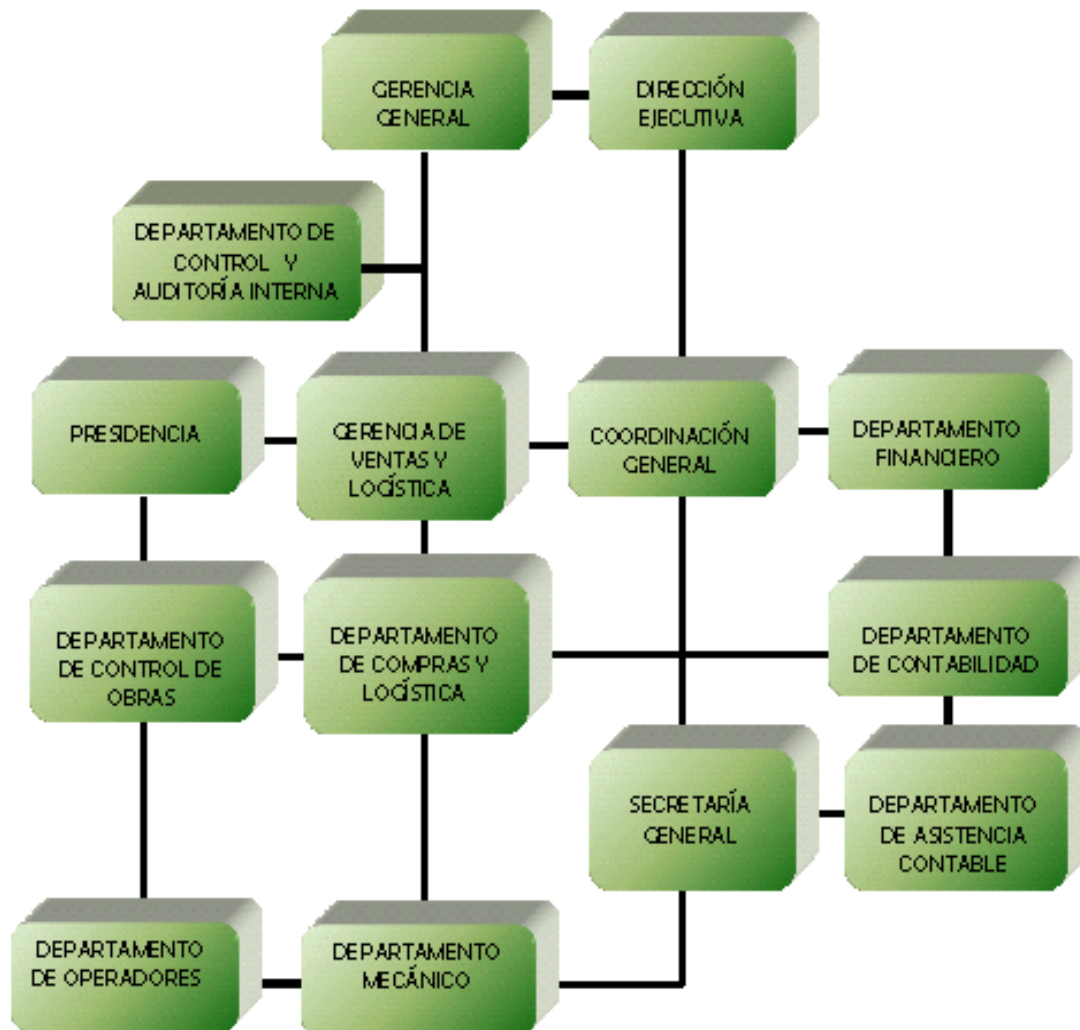 GERENCIA
GENERAL
DIRECCIÓN
EJECUTIVA
DEPARTAMENTO DE
CONTROL Y
AUDITORÍA INTERNA
PRESIDENCIA
GERENCIA DE
VENTAS Y
LOGÍSTICA
COORDINACIÓN
GENERAL
DEPARTAMENTO
FINANCIERO
DEPARTAMENTO
DE CONTROL DE
OBRAS
DEPARTAMENTO
DE COMPRAS Y
LOGÍSTICA
DEPARTAMENTO
DE CONTABILIDAD
SECRETARÍA
GENERAL
DEPARTAMENTO
DE ASISTENCIA
CONTABLE
DEPARTAMENTO
DE OPERADORES
DEPARTAMENTO
MECÁNICO